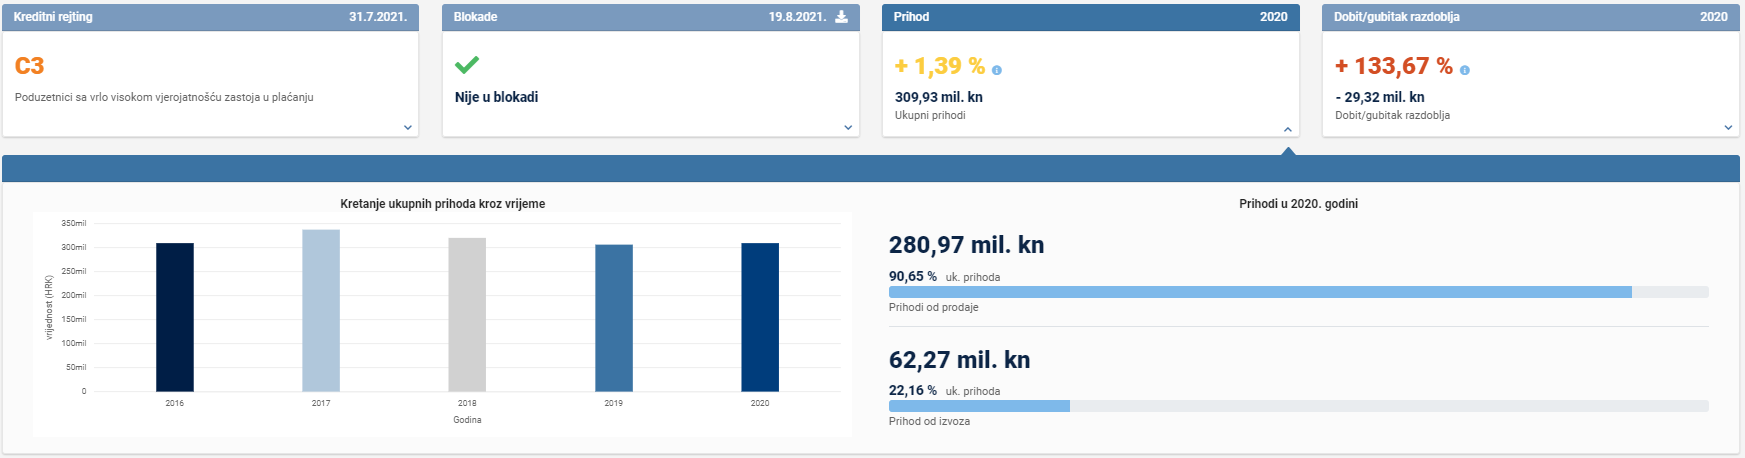 Kreditni rejting 31.7.2021.
C3
Poduzetnici sa vrlo visokom vjerojatnošću zastoja u plaćanju
Blokade 19.8.2021.
Nije u blokadi
Prihod 2020
+ 1,39 %
309,93 mil. kn
Ukupni prihodi
Dobit/gubitak razdoblja 2020
+ 133,67 %
- 29,32 mil. kn
Dobit/gubitak razdoblja
Kretanje ukupnih prihoda kroz vrijeme
vrijednost (HRK)
350mil
300mil
250mil
200mil
150mil
100mil
50mil
0
2016 2017 2018 2019 2020
Godina
Prihodi u 2020. godini
280,97 mil. kn
90,65 % uk. prihoda
Prihodi od prodaje
62,27 mil. kn
22,16 % uk. prihoda
Prihod od izvoza